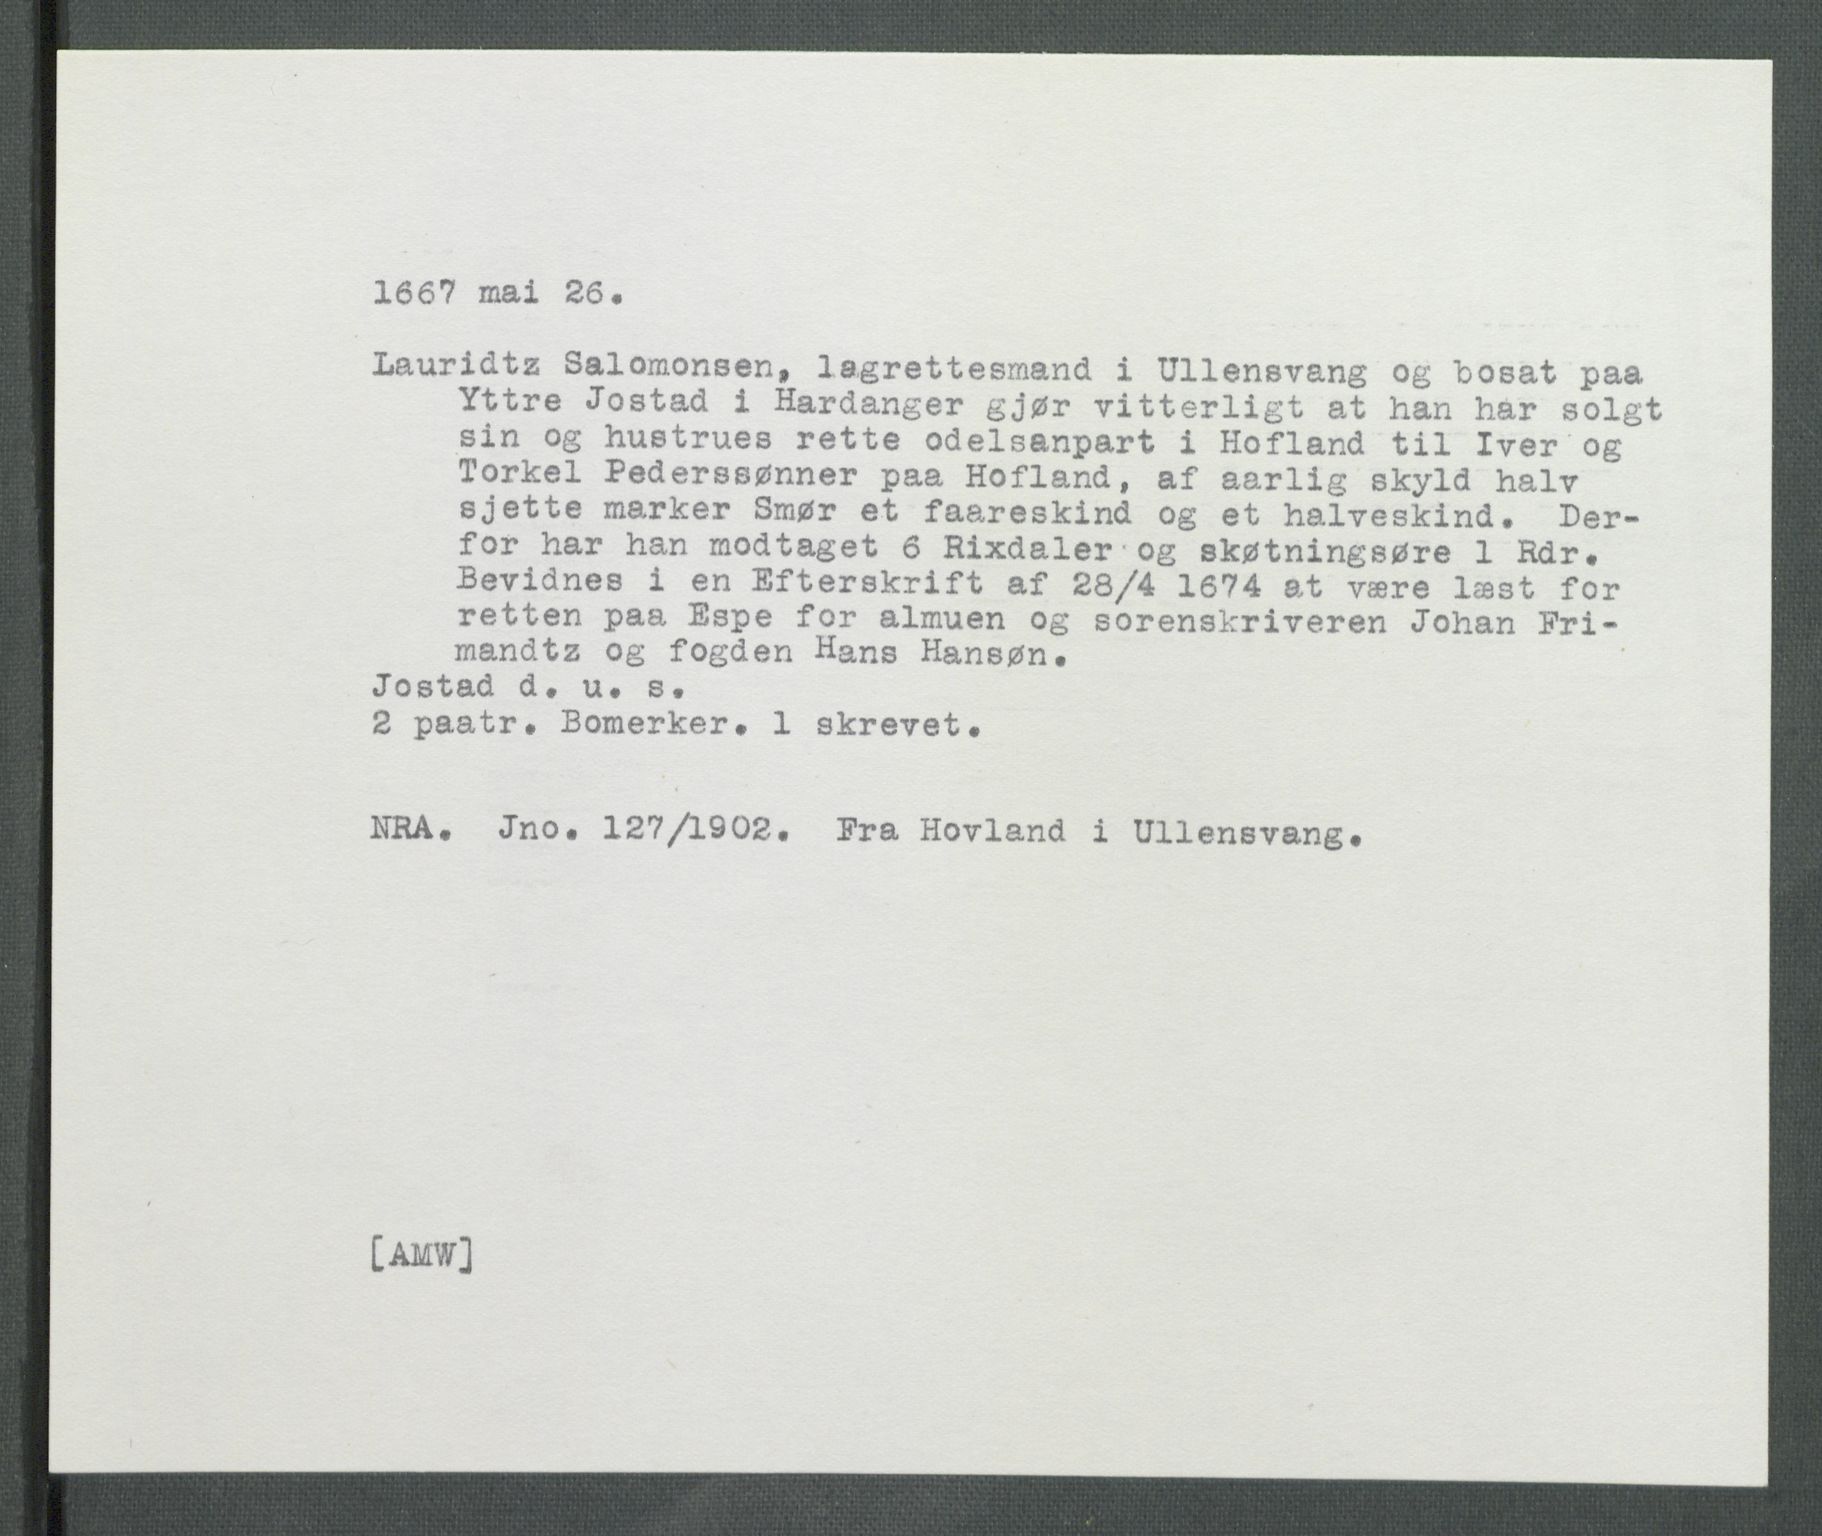 1667 mai 26.
Lauridtz Salomonsen, lagrettesmand i Ullensvang og bosat paa
Yttre Jostad i Hardanger gjør vitterligt at han har solgt
sin og hustrues rette odelsanpart i Hofland til Iver og
Torkel Pederssønner paa Hofland, af aarlig skyld halv
sjette marker Smør et faareskind og et halveskind. Der-
for har han modtaget 6 Rixdaler og skøtningsøre 1 Rdr.
Bevidnes i en Efterskrift af 28/4 1674 at være læst for
retten paa Espe for almuen og sorenskriveren Johan Fri-
mandtz og fogden Hans Hansøn.
Jostad d. u. s.
2 paatr. Bomerker. 1 skrevet.
NRA. Jno. 127/1902. Fra Hovland i Ullensvang.
[AMW]